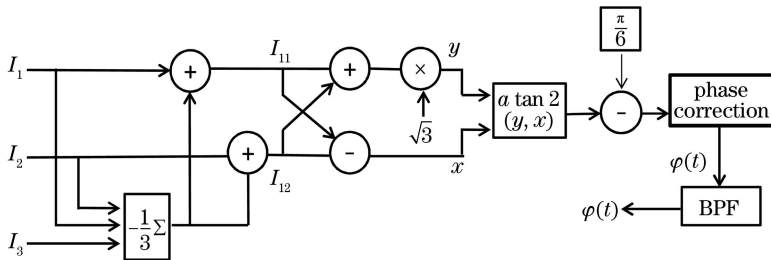 π/6
I₁₁
y
I₁
+
+
×
a tan 2
(y, x)
-
phase
correction
√3
I₂
+
-
x
I₁₂
φ(t)
-1/3 Σ
φ(t)
BPF
I₃